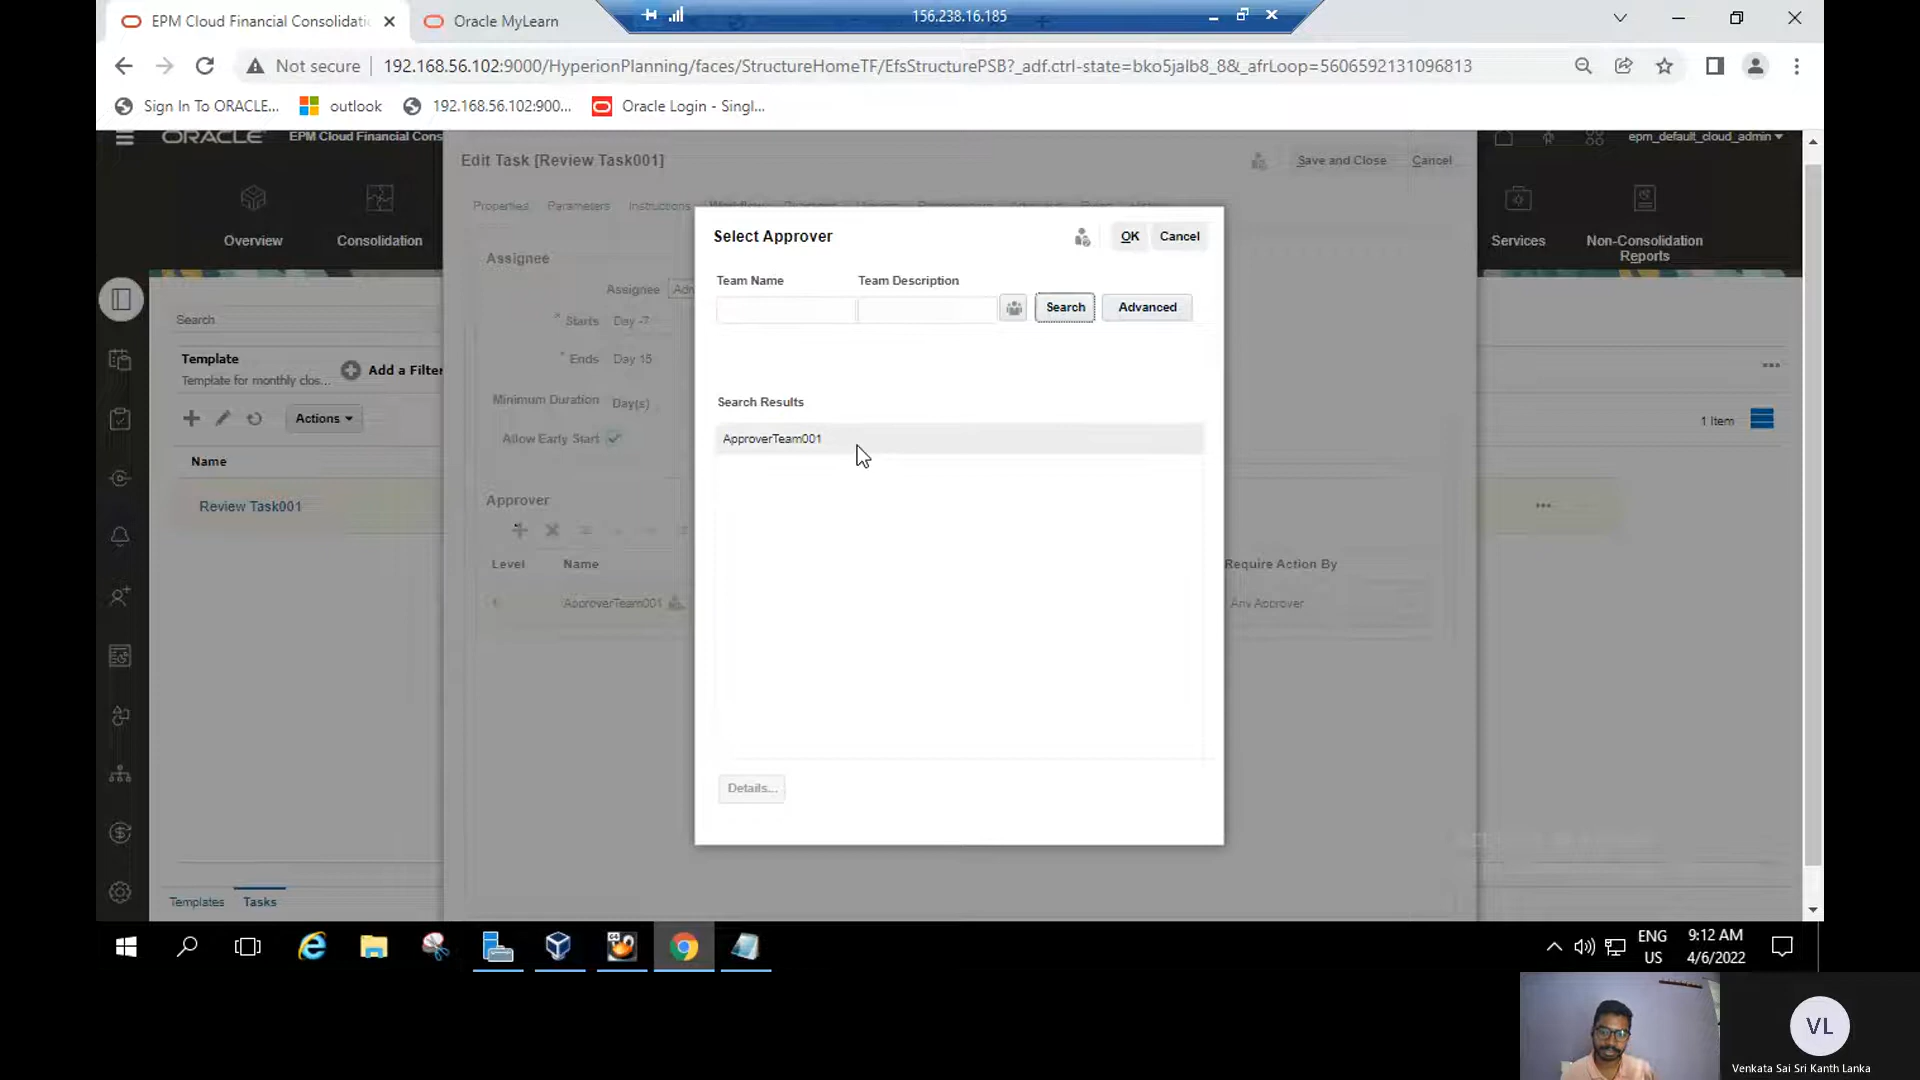 EPM Cloud Financial Consolidati
Oracle MyLearn
156.238.16.185
Not secure
192.168.56.102:9000/HyperionPlanning/faces/StructureHomeTF/EfsStructurePSB?_adf.ctrl-state=bko5jalb8_8&_afrLoop=5606592131096813
Sign In To ORACLE...
outlook
192.168.56.102:900...
Oracle Login - Singl...
ORACLE
EPM Cloud Financial Cons
epm_default_cloud_admin
Edit Task [Review Task001]
Save and Close
Cancel
Properties
Parameters
Instructions
Overview
Consolidation
Services
Non-Consolidation
Reports
Select Approver
OK
Cancel
Assignee
Team Name
Team Description
Assignee
Search
Advanced
Search
* Starts
Day -7
Template
Template for monthly clos...
Add a Filter
* Ends
Day 15
Minimum Duration
Day(s)
Search Results
Actions
1 Item
Allow Early Start
ApproverTeam001
Name
Approver
Review Task001
Level
Name
Require Action By
ApproverTeam001
Any Approver
Details...
Templates
Tasks
ENG
US
9:12 AM
4/6/2022
VL
Venkata Sai Sri Kanth Lanka